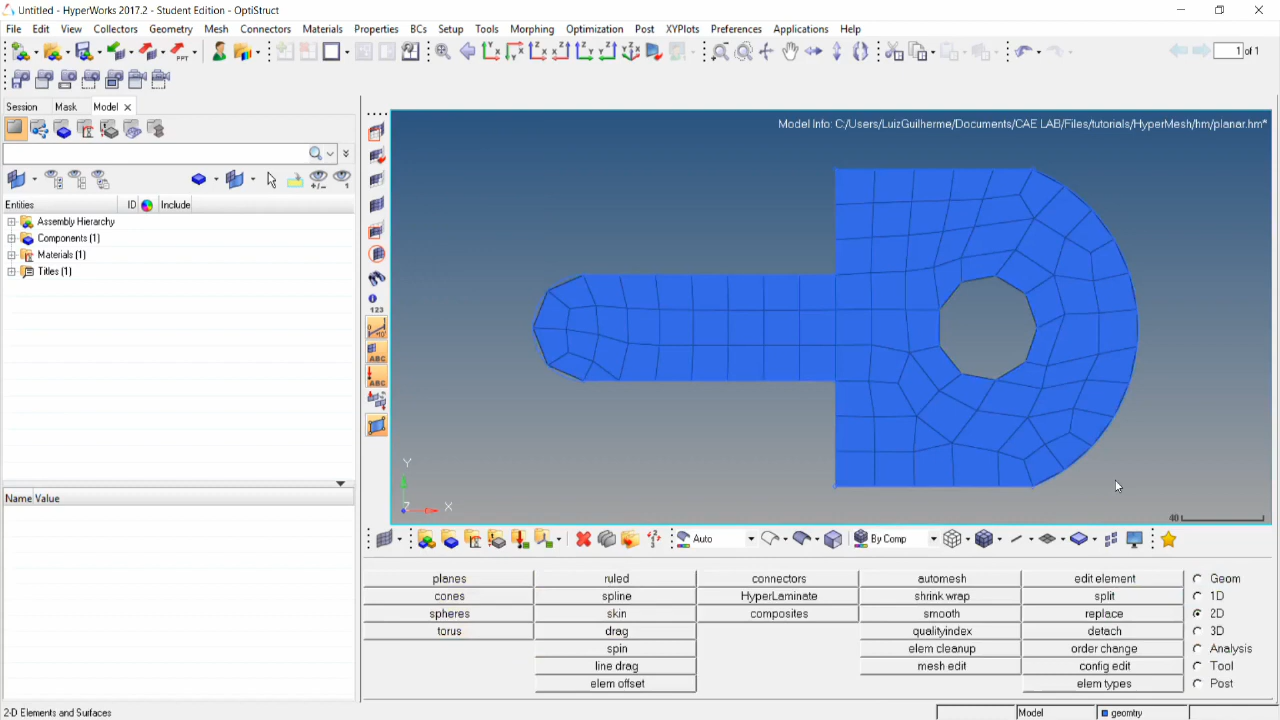 Untitled - HyperWorks 2017.2 - Student Edition - OptiStruct
File Edit View Collectors Geometry Mesh Connectors Materials Properties BCs Setup Tools Morphing Optimization Post XYPlots Preferences Applications Help
1 of 1
Session Mask Model
Model Info: C:/Users/LuizGuilherme/Documents/CAE LAB/Files/tutorials/HyperMesh/hm/planar.hm*
Entities ID Include
Assembly Hierarchy
Components (1)
Materials (1)
Titles (1)
123
ABC
ABC
Name Value
Y
Z X
40
Auto By Comp
planes ruled connectors automesh edit element Geom
cones spline HyperLaminate shrink wrap split 1D
spheres skin composites smooth replace 2D
torus drag qualityindex detach 3D
spin elem cleanup order change Analysis
line drag mesh edit config edit Tool
elem offset elem types Post
2-D Elements and Surfaces Model geomtry